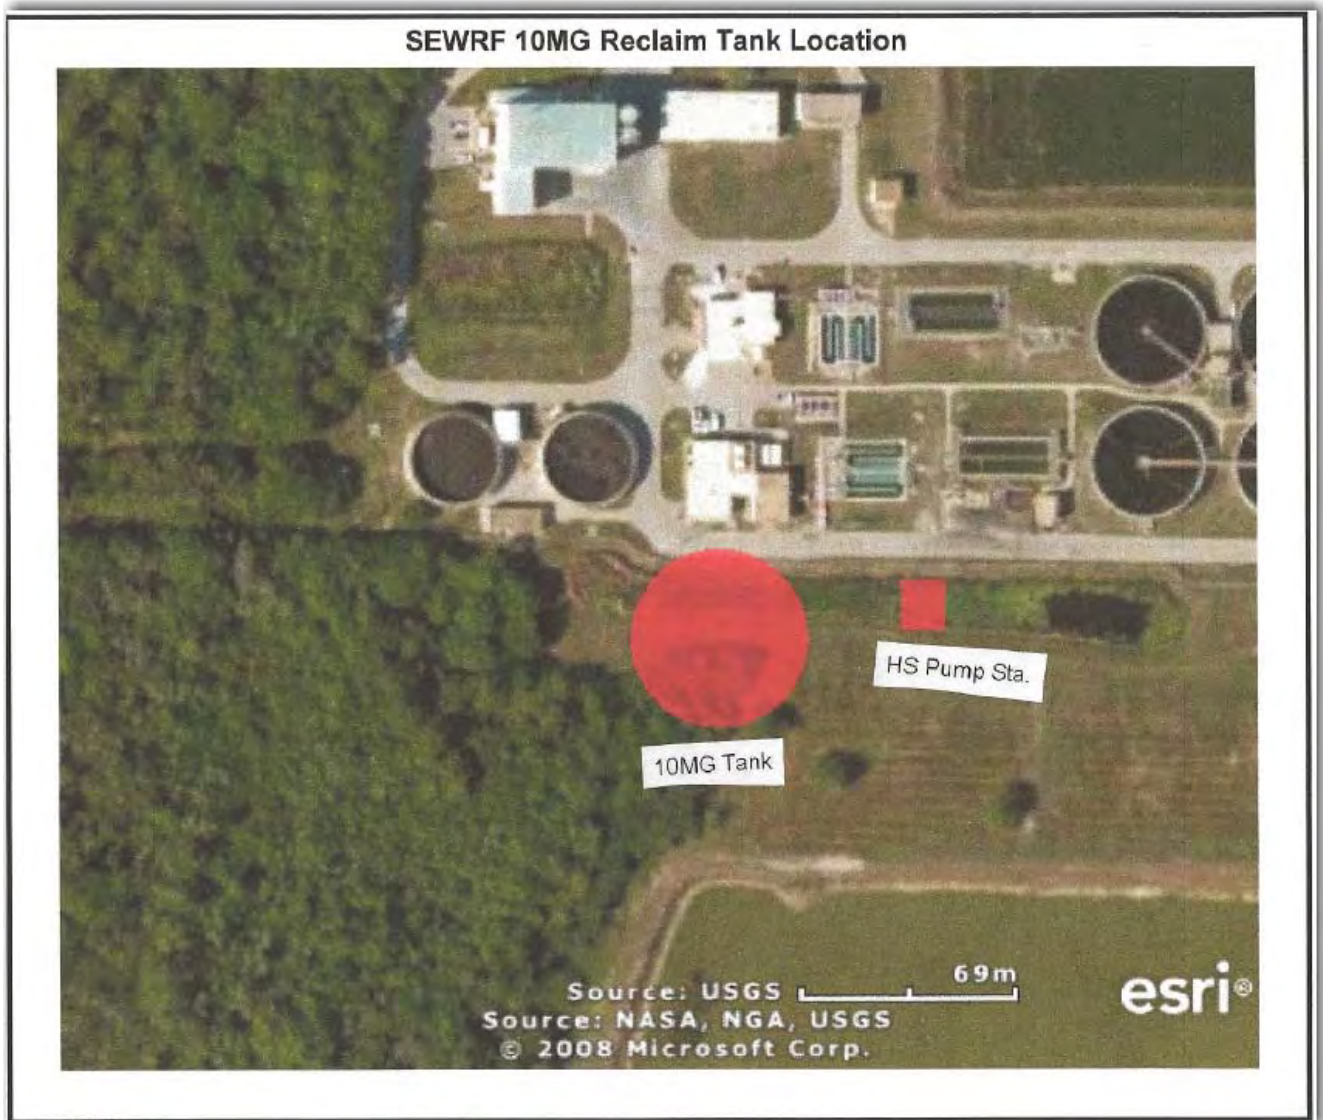 SEWRF 10MG Reclaim Tank Location
HS Pump Sta.
10MG Tank
69m
Source: USGS
Source: NASA, NGA, USGS
© 2008 Microsoft Corp.
esri®